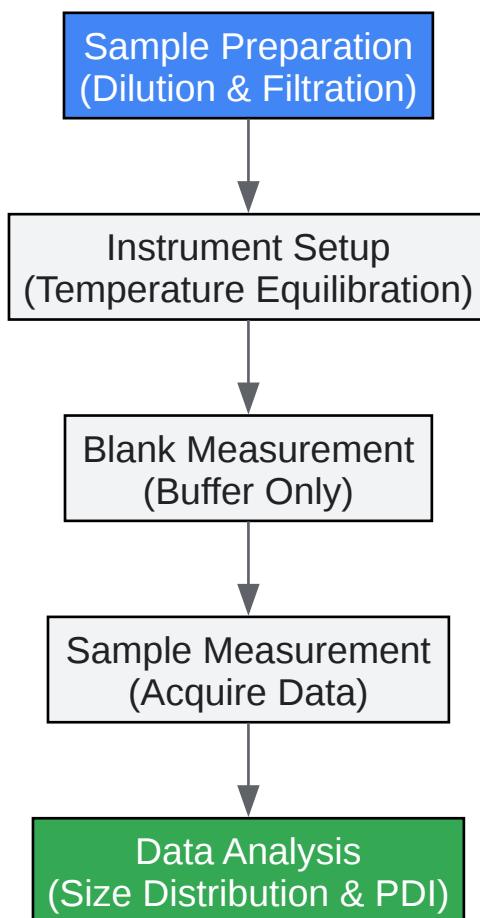 Sample Preparation
(Dilution & Filtration)
Instrument Setup
(Temperature Equilibration)
Blank Measurement
(Buffer Only)
Sample Measurement
(Acquire Data)
Data Analysis
(Size Distribution & PDI)